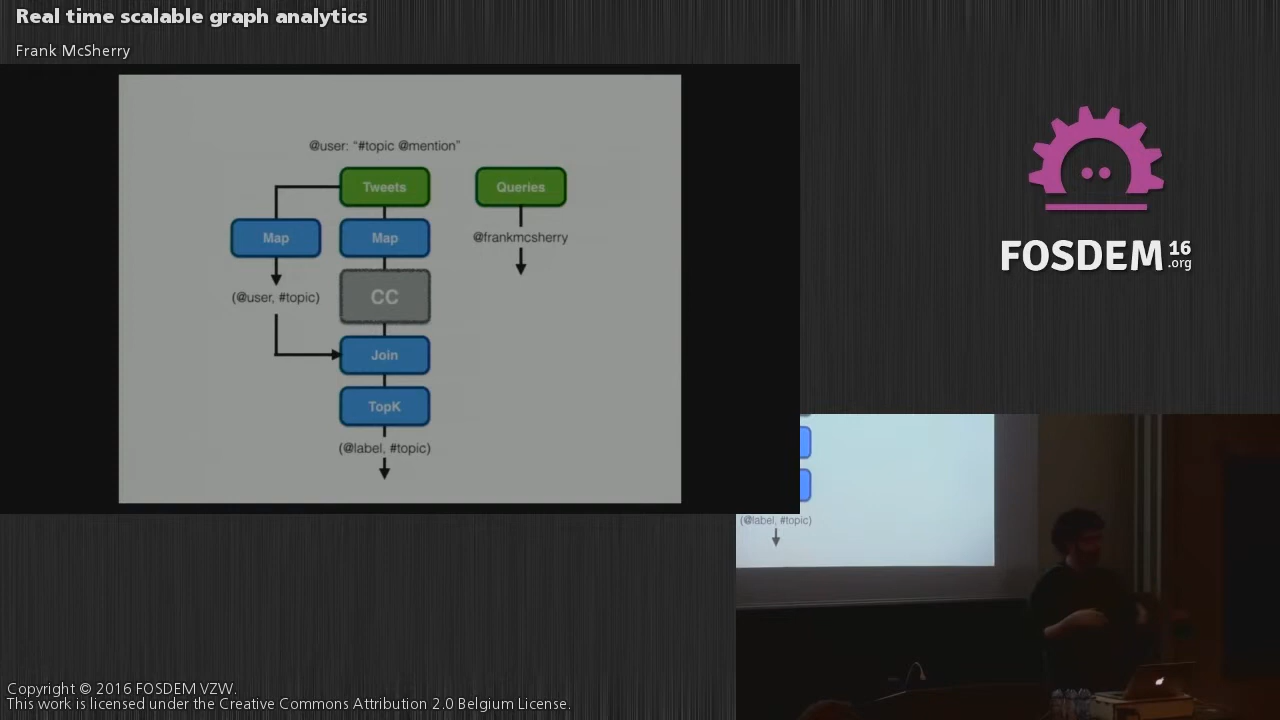 Real time scalable graph analytics
Frank McSherry
@user: “#topic @mention”
Tweets
Queries
Map
Map
@frankmcsherry
(@user, #topic)
CC
Join
TopK
(@label, #topic)
FOSDEM 16
.org
(@label, #topic)
Copyright © 2016 FOSDEM VZW.
This work is licensed under the Creative Commons Attribution 2.0 Belgium License.